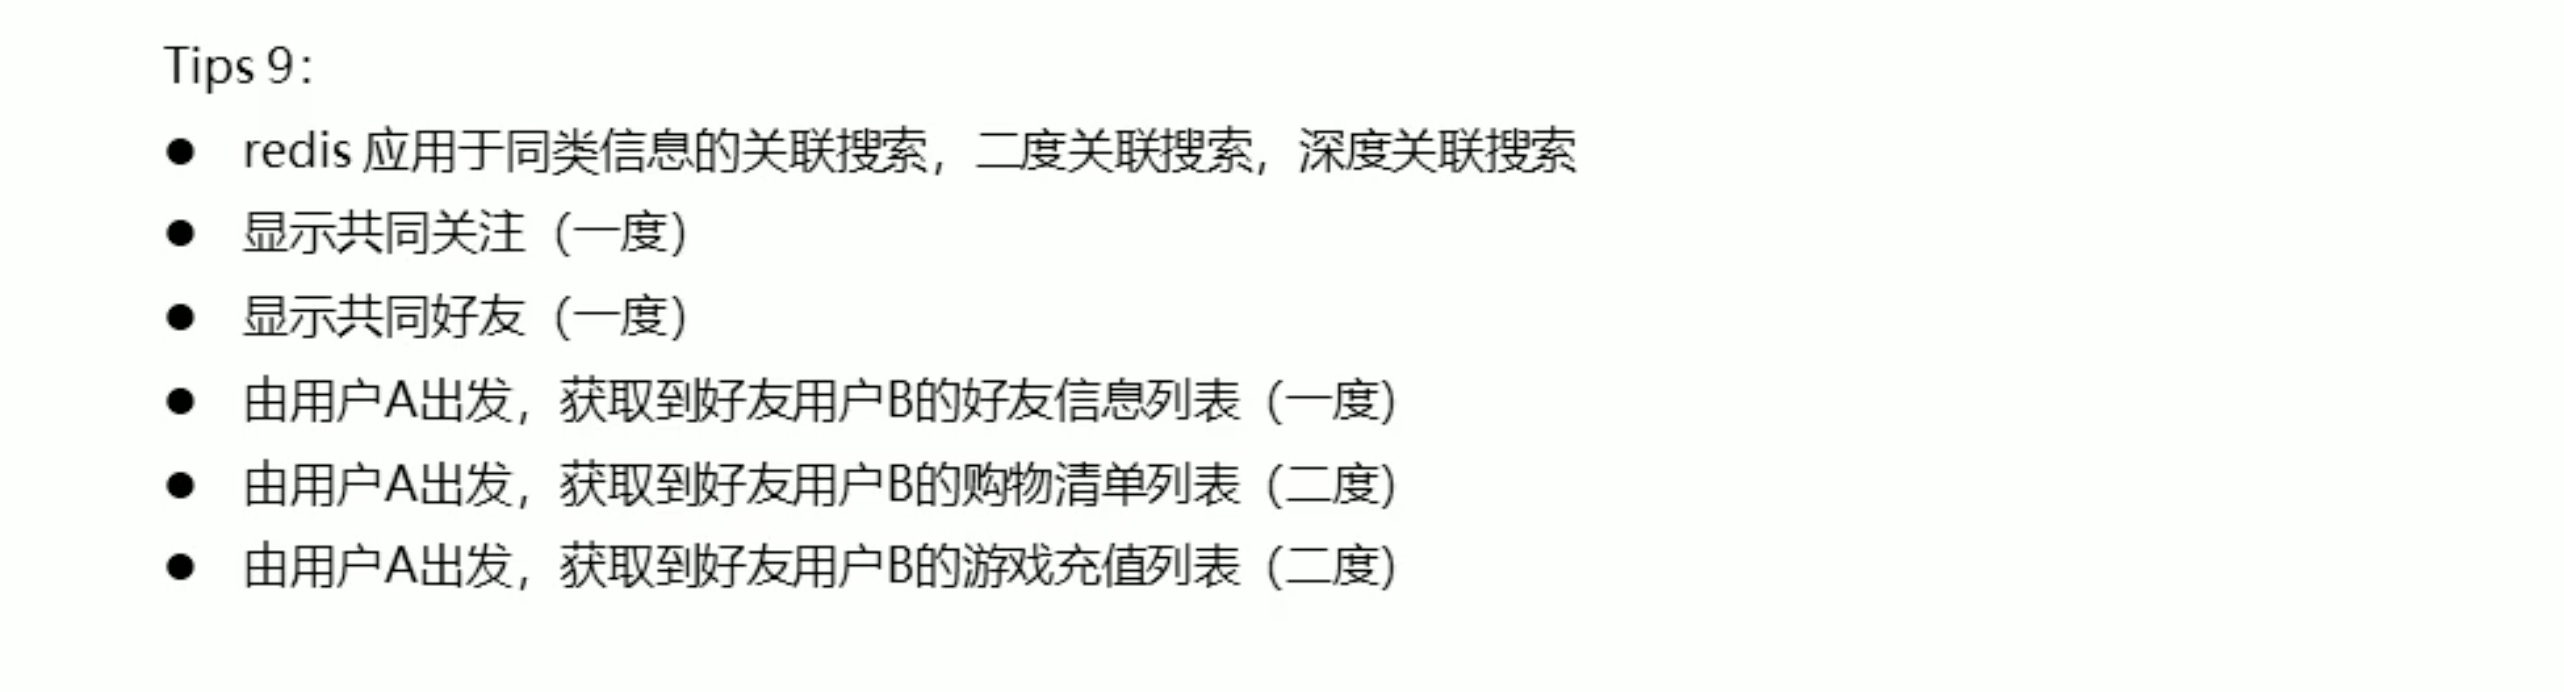 Tips 9：
● redis 应用于同类信息的关联搜索，二度关联搜索，深度关联搜索
● 显示共同关注（一度）
● 显示共同好友（一度）
● 由用户A出发，获取到好友用户B的好友信息列表（一度）
● 由用户A出发，获取到好友用户B的购物清单列表（二度）
● 由用户A出发，获取到好友用户B的游戏充值列表（二度）